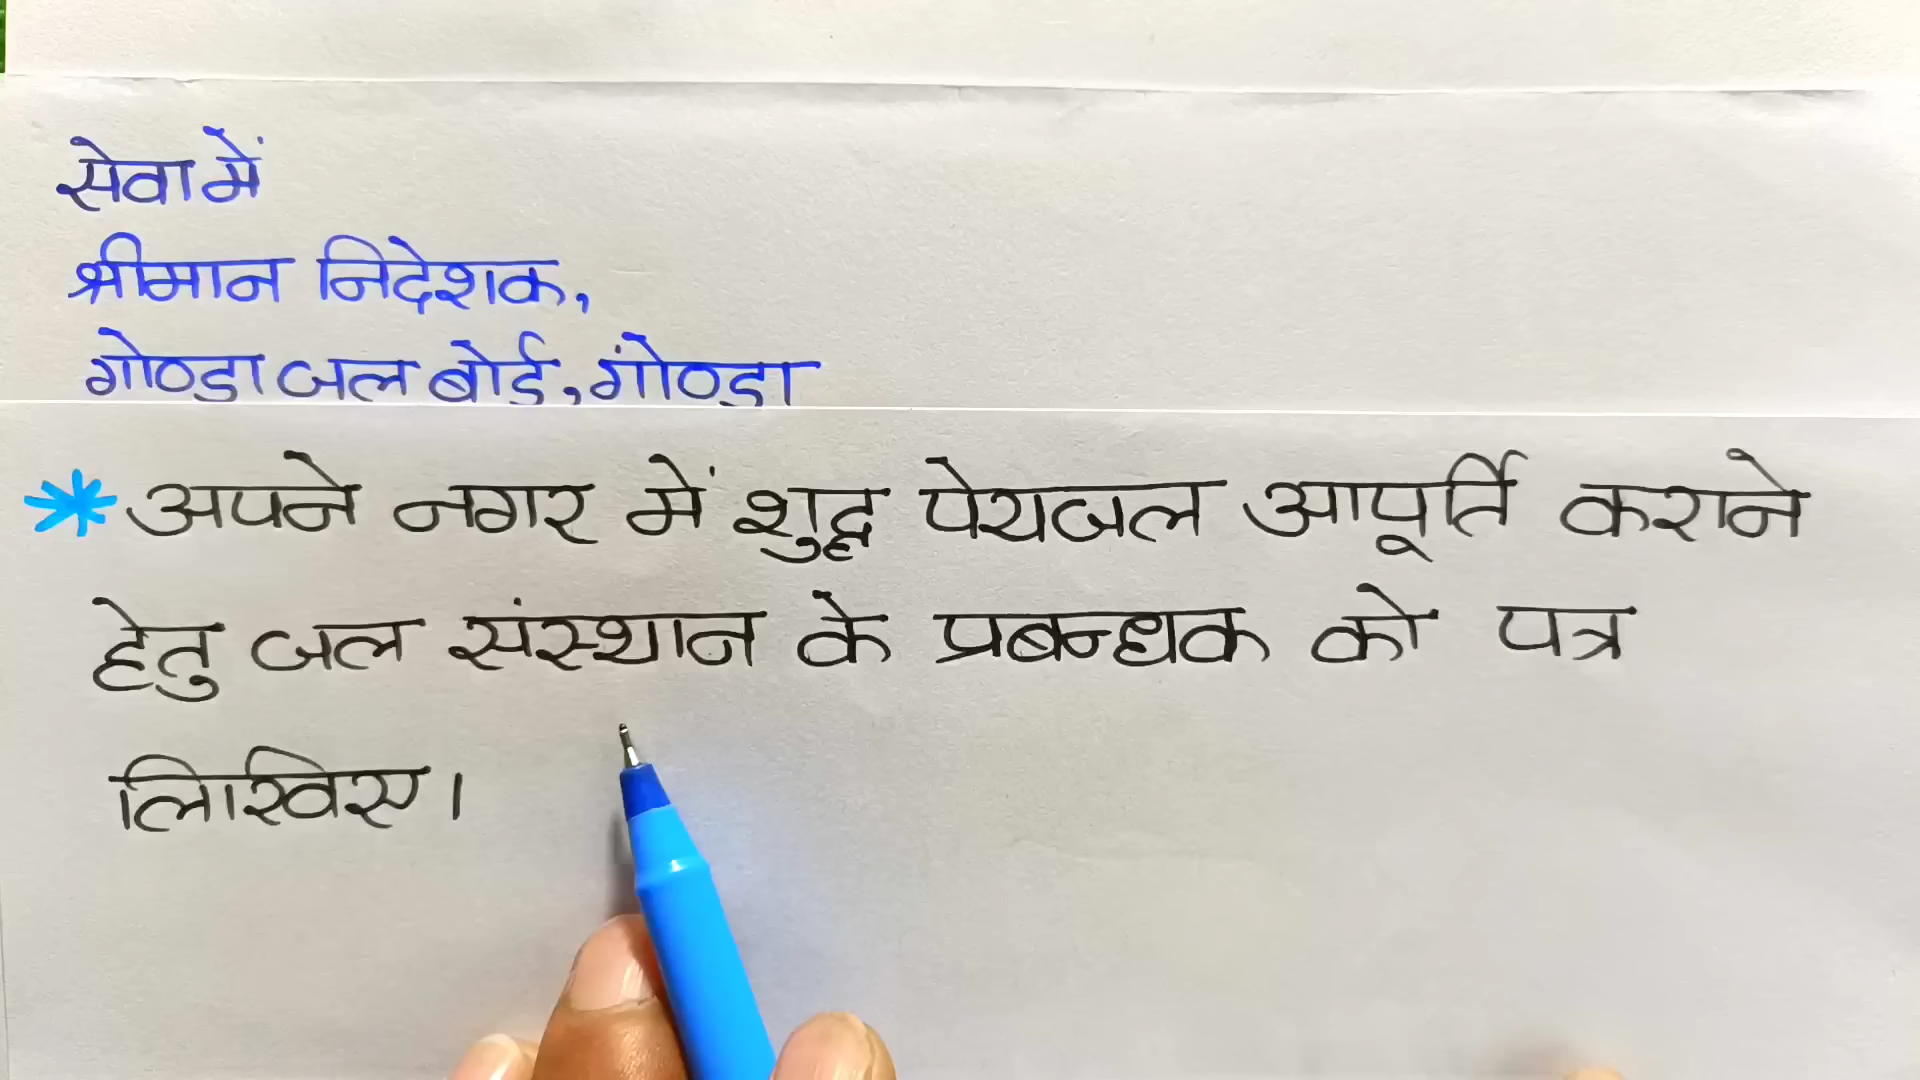 सेवा में
श्रीमान निदेशक,
गोण्डा जल बोर्ड, गोंण्डा
* अपने नगर में शुद्ध पेयजल आपूर्ति कराने
हेतु जल संस्थान के प्रबन्धक को पत्र
लिखिए।